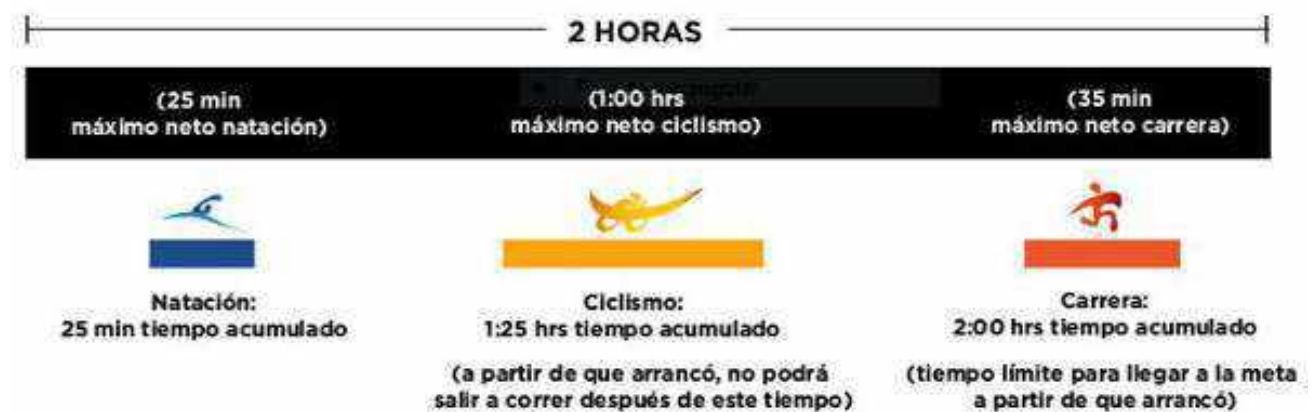 2 HORAS
(25 min
máximo neto natación)
(1:00 hrs
máximo neto ciclismo)
(35 min
máximo neto carrera)
Natación:
25 min tiempo acumulado
Ciclismo:
1:25 hrs tiempo acumulado
(a partir de que arrancó, no podrá
salir a correr después de este tiempo)
Carrera:
2:00 hrs tiempo acumulado
(tiempo límite para llegar a la meta
a partir de que arrancó)